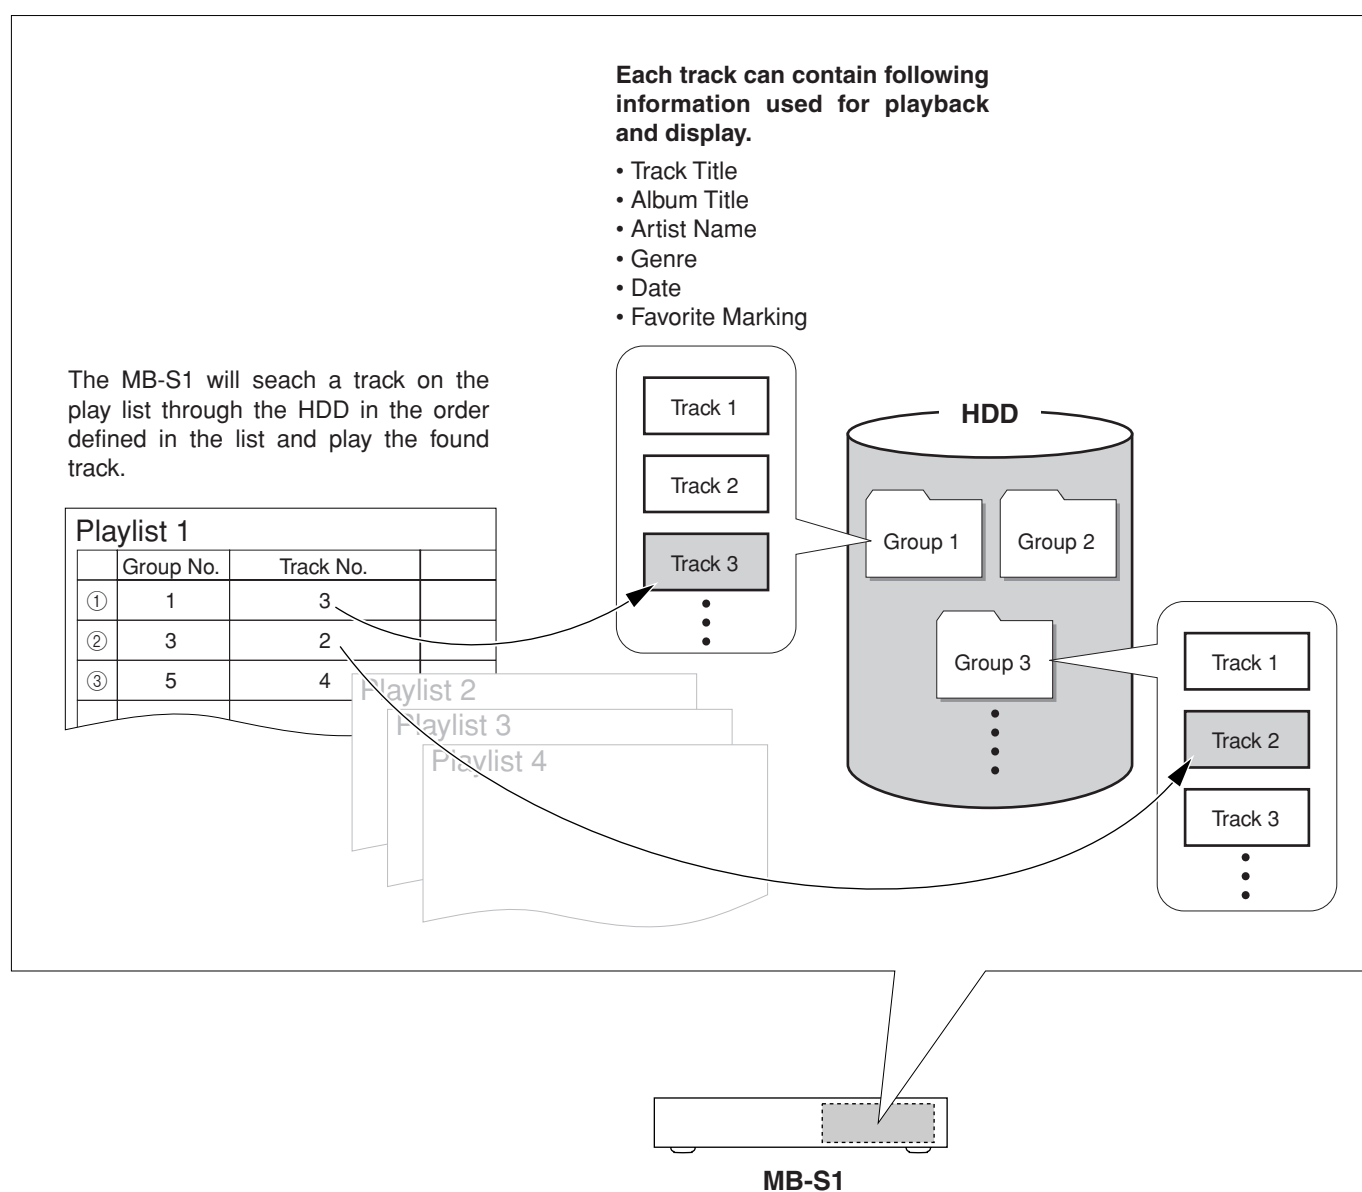 Each track can contain following
information used for playback
and display.
• Track Title
• Album Title
• Artist Name
• Genre
• Date
• Favorite Marking
The MB-S1 will seach a track on the
play list through the HDD in the order
defined in the list and play the found
track.
Playlist 1
Group No. Track No.
① 1 3
② 3 2
③ 5 4
Playlist 2
Playlist 3
Playlist 4
Track 1
Track 2
Track 3
HDD
Group 1
Group 2
Group 3
Track 1
Track 2
Track 3
MB-S1